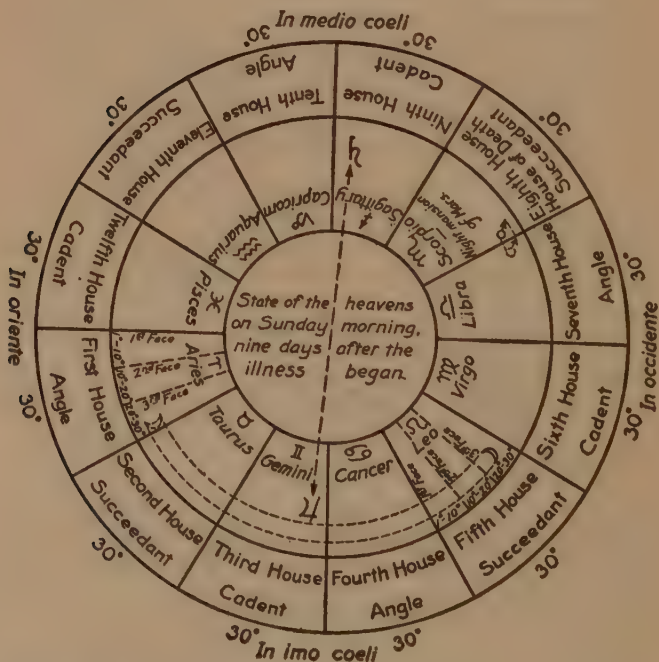 In medio coeli
30°
30°
Angle
Tenth House
Cadent
Ninth House
30°
Succeedant
Eleventh House
30°
Succeedant
House of Death
Eighth House
30°
Cadent
Twelfth House
30°
Angle
Seventh House
In oriente
Angle
First House
30°
In occidente
Cadent
Sixth House
30°
Succeedant
Second House
30°
Succeedant
Fifth House
30°
Cadent
Third House
30°
Angle
Fourth House
30°
In imo coeli
Capricorn
♑
Sagittary
♐
♃
Aquarius
♒
Scorpio
♏
Night mansion
of Mars.
Pisces
♓
Libra
♎
1st Face
2nd Face
3rd Face
Aries
♈
Virgo
♍
Taurus
♉
Gemini
♊
♄
Cancer
♋
Leo
♌
1st Face
2nd Face
3rd Face
State of the heavens
on Sunday morning,
nine days after the
illness began.